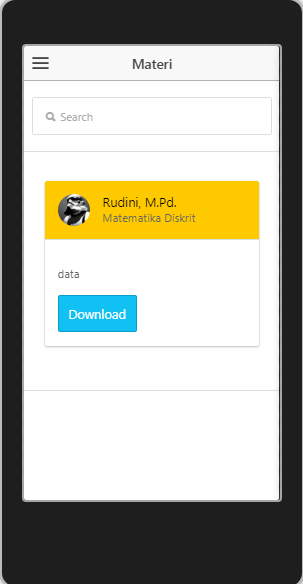 Materi
Search
Rudini, M.Pd.
Matematika Diskrit
data
Download